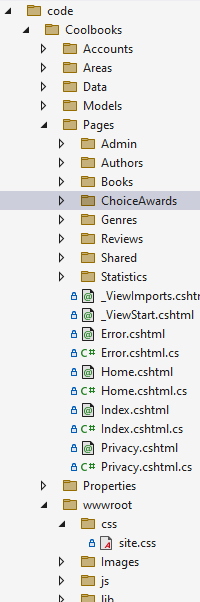 code
Coolbooks
Accounts
Areas
Data
Models
Pages
Admin
Authors
Books
ChoiceAwards
Genres
Reviews
Shared
Statistics
_ViewImports.cshtm
_ViewStart.cshtml
Error.cshtml
C# Error.cshtml.cs
Home.cshtml
C# Home.cshtml.cs
Index.cshtml
C# Index.cshtml.cs
Privacy.cshtml
C# Privacy.cshtml.cs
Properties
wwwroot
css
site.css
Images
js
lib